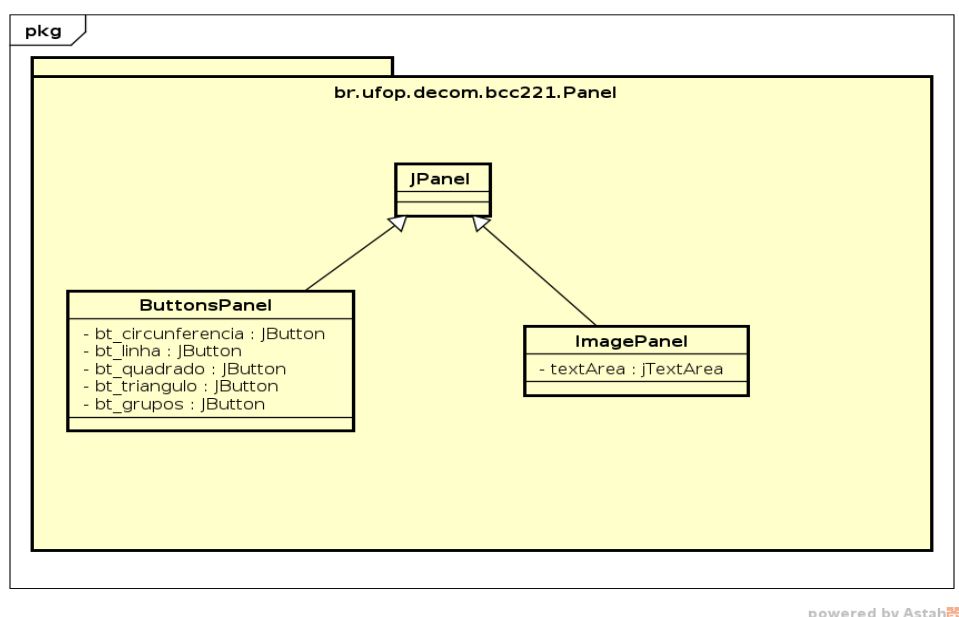 pkg
br.ufop.decom.bcc221.Panel
JPanel
ButtonsPanel
- bt_circunferencia : JButton
- bt_linha : JButton
- bt_quadrado : JButton
- bt_triangulo : JButton
- bt_grupos : JButton
ImagePanel
- textArea : jTextArea
powered by Astah